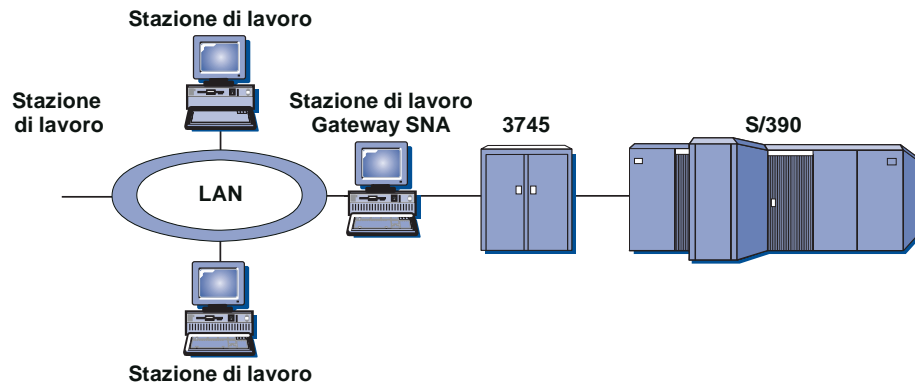 Stazione di lavoro
Stazione
di lavoro
Stazione di lavoro
Gateway SNA
3745
S/390
LAN
Stazione di lavoro